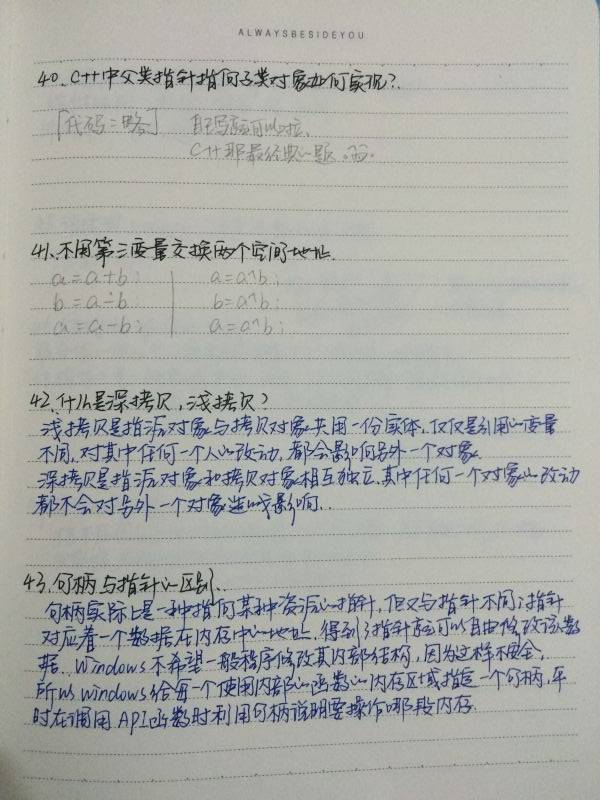 ALWAYSBESIDEYOU
40、C++中父类指针指向子类对象如何实现?
[代码:略] 自己写就可以啦、
C++那最经典的题。
41、不用第三变量交换两个空间地址.
a=a+b; a=a^b;
b=a-b; b=a^b;
a=a-b; a=a^b;
42、什么是深拷贝,浅拷贝?
浅拷贝是指源对象与拷贝对象共用一份实体,仅仅是引用的变量
不同,对其中任何一个人的改动,都会影响另外一个对象.
深拷贝是指源对象和拷贝对象相互独立,其中任何一个对象的改动
都不会对另外一个对象造成影响..
43、句柄与指针的区别..
句柄实际上是一种指向某种资源的指针,但又与指针不同:指针
对应着一个数据在内存中的地址,得到了指针就可以自由修改该数
据. Windows不希望一般程序修改其内部结构,因为这样不安全,
所以windows给每个使用内部的函数的内存区域指定一个句柄,平
时在调用API函数时利用句柄说明要操作哪段内存.